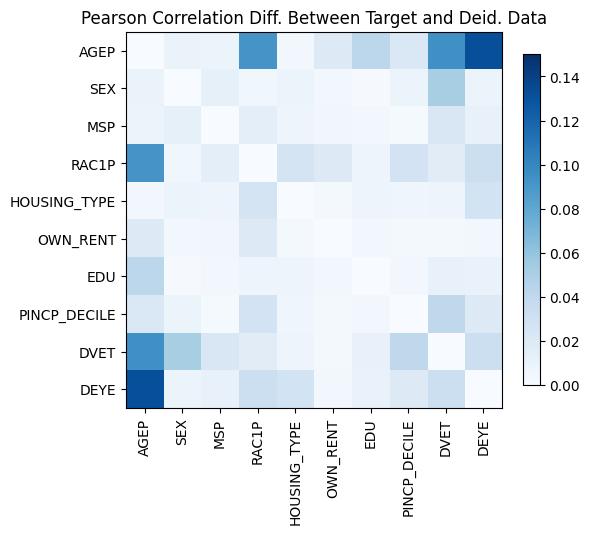 Pearson Correlation Diff. Between Target and Deid. Data
AGEP
SEX
MSP
RAC1P
HOUSING_TYPE
OWN_RENT
EDU
PINCP_DECILE
DVET
DEYE
0.14
0.12
0.10
0.08
0.06
0.04
0.02
0.00
AGEP
SEX
MSP
RAC1P
HOUSING_TYPE
OWN_RENT
EDU
PINCP_DECILE
DVET
DEYE